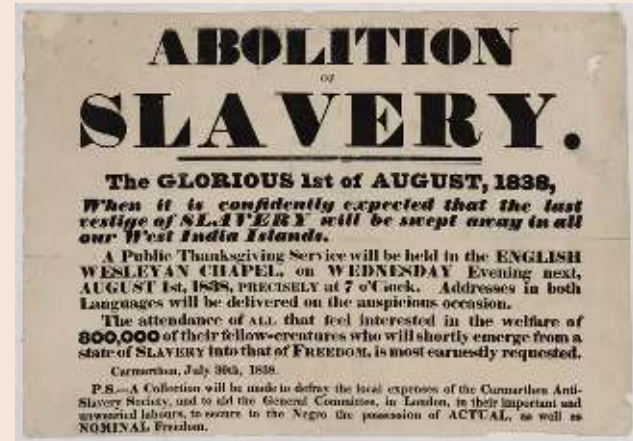 ABOLITION
OF
SLAVERY.
The GLORIOUS 1st of AUGUST, 1838,
When it is confidently expected that the last
vestige of SLAVERY will be swept away in all
our West India Islands.
A Public Thanksgiving Service will be held in the ENGLISH
WESLEYAN CHAPEL, on WEDNESDAY Evening next,
AUGUST 1st, 1838, PRECISELY at 7 o'Clock. Addresses in both
Languages will be delivered on the auspicious occasion.
The attendance of ALL that feel interested in the welfare of
800,000 of their fellow-creatures who will shortly emerge from a
state of SLAVERY into that of FREEDOM, is most earnestly requested.
Carmarthen, July 30th, 1838.
P.S.—A Collection will be made to defray the local expenses of the Carmarthen Anti-
Slavery Society, and to aid the General Committee, in London, in their important and
unwearied labours, to secure to the Negro the possession of ACTUAL, as well as
NOMINAL Freedom.